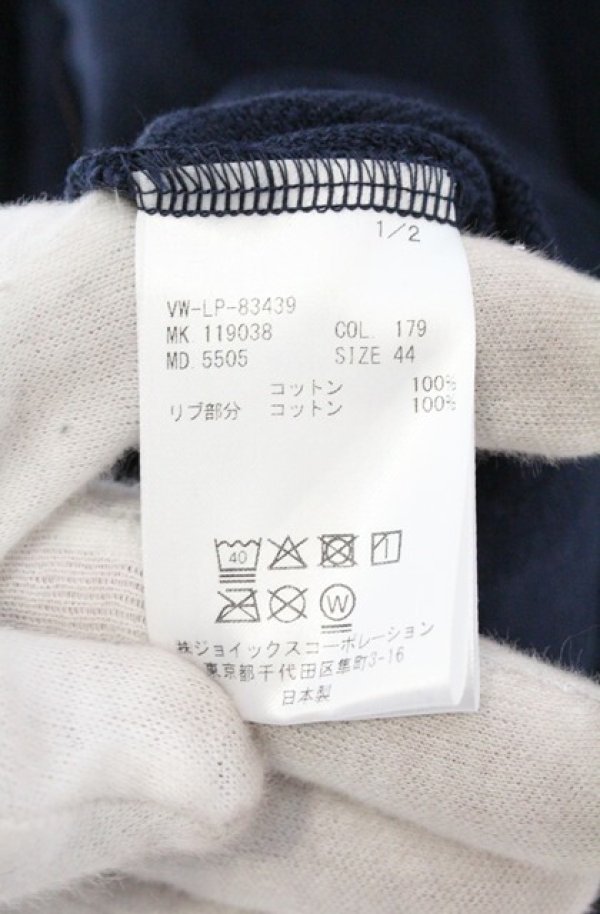 1/2
VW-LP-83439
MK. 119038 COL. 179
MD. 5505 SIZE 44
コットン 100%
リブ部分 コットン 100%
40
W
株ジョイックスコーポレーション
東京都千代田区隼町3-16
日本製